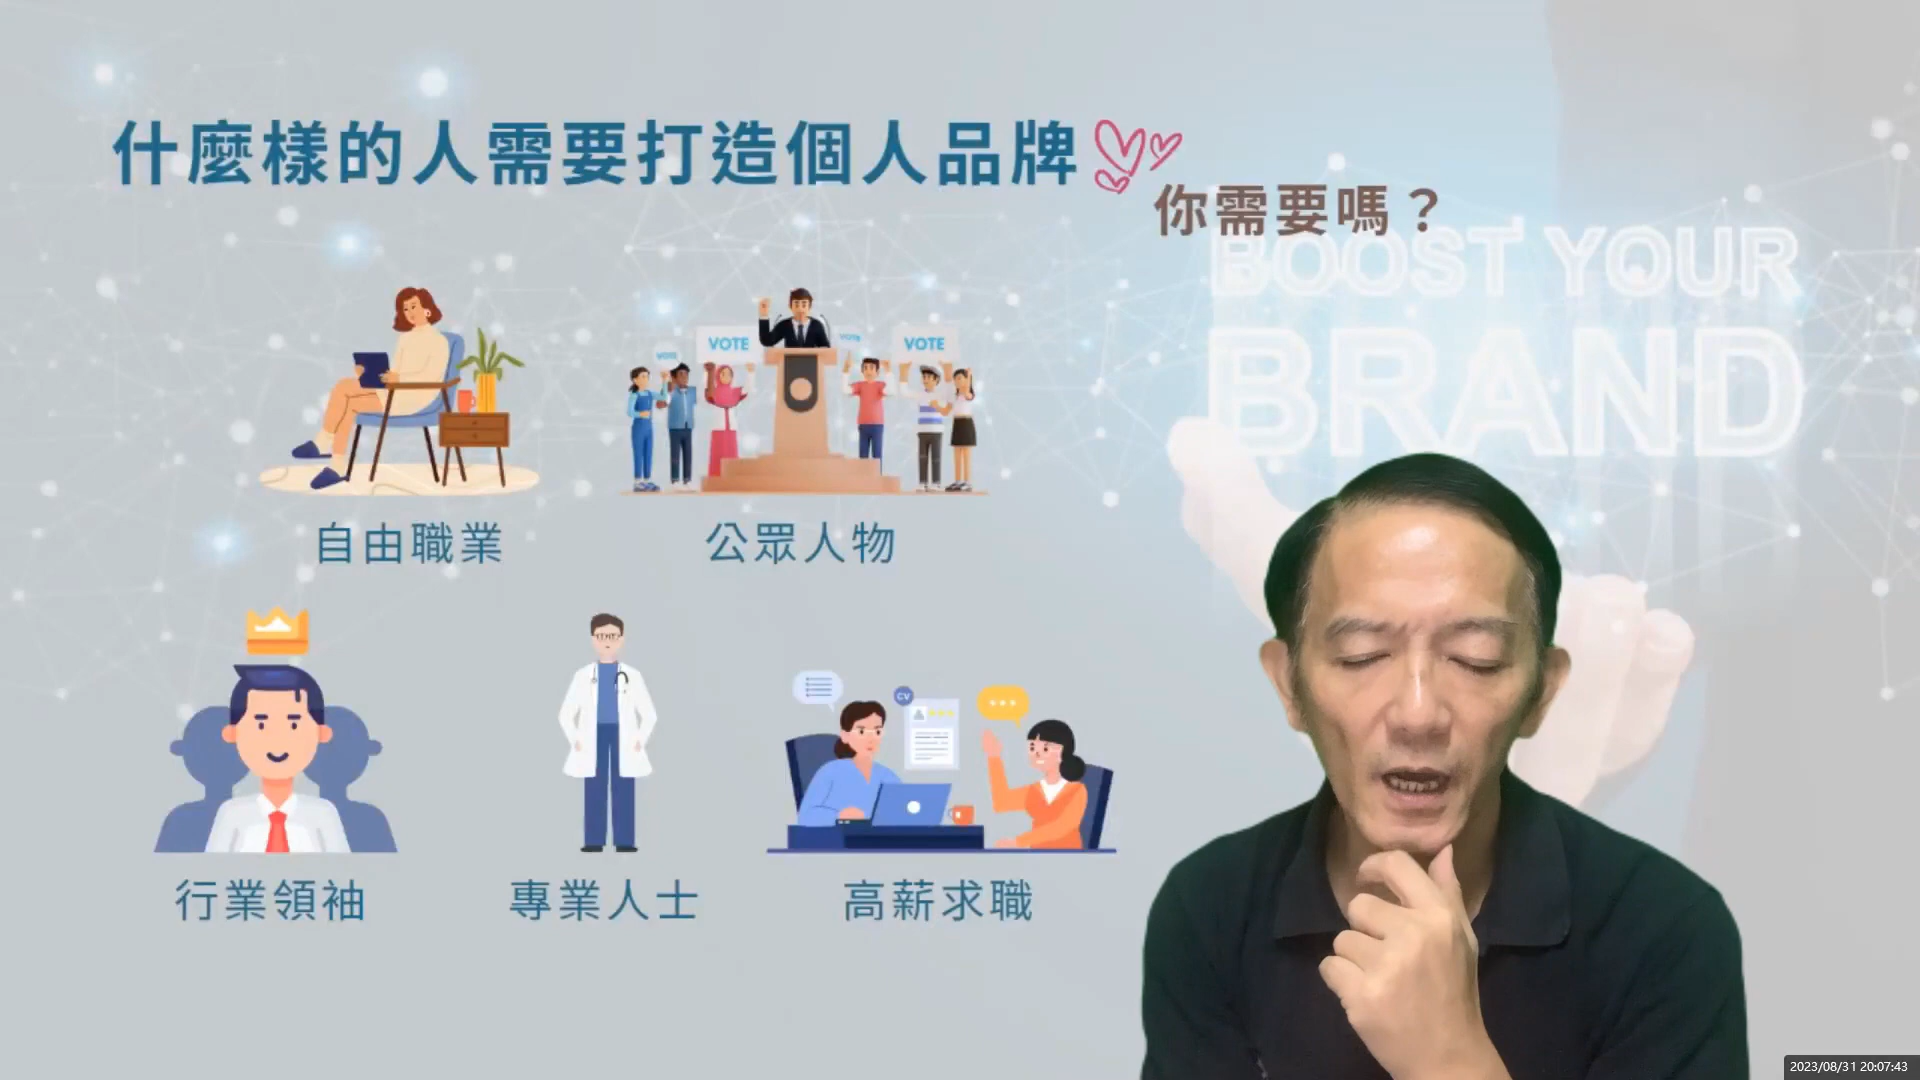 什麼樣的人需要打造個人品牌
你需要嗎？
BOOST YOUR
BRAND
VOTE
VOTE
VOTE
VOTE
自由職業
公眾人物
CV
行業領袖
專業人士
高薪求職
2023/08/31 20:07:43